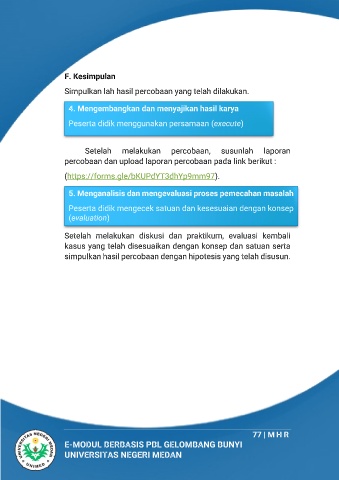 F. Kesimpulan
Simpulkan lah hasil percobaan yang telah dilakukan.
4. Mengembangkan dan menyajikan hasil karya
Peserta didik menggunakan persamaan (execute)
Setelah melakukan percobaan, susunlah laporan
percobaan dan upload laporan percobaan pada link berikut :
(https://forms.gle/bKUPdYT3dhYp9mm97).
5. Menganalisis dan mengevaluasi proses pemecahan masalah
Peserta didik mengecek satuan dan kesesuaian dengan konsep
(evaluation)
Setelah melakukan diskusi dan praktikum, evaluasi kembali
kasus yang telah disesuaikan dengan konsep dan satuan serta
simpulkan hasil percobaan dengan hipotesis yang telah disusun.
77 | M H R
E-MODUL BERBASIS PBL GELOMBANG BUNYI
UNIVERSITAS NEGERI MEDAN
UNIVERSITAS NEGERI MEDAN
UNIMED